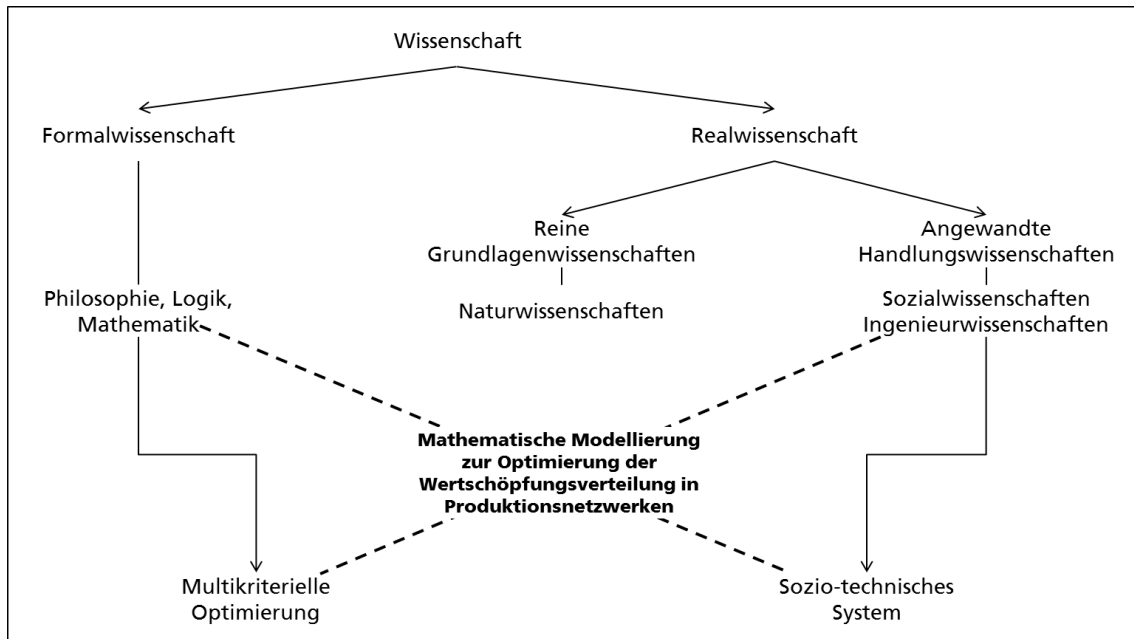 Wissenschaft
Formalwissenschaft
Realwissenschaft
Reine
Grundlagenwissenschaften
Angewandte
Handlungswissenschaften
Philosophie, Logik,
Mathematik
Naturwissenschaften
Sozialwissenschaften
Ingenieurwissenschaften
Mathematische Modellierung
zur Optimierung der
Wertschöpfungsverteilung in
Produktionsnetzwerken
Multikriterielle
Optimierung
Sozio-technisches
System